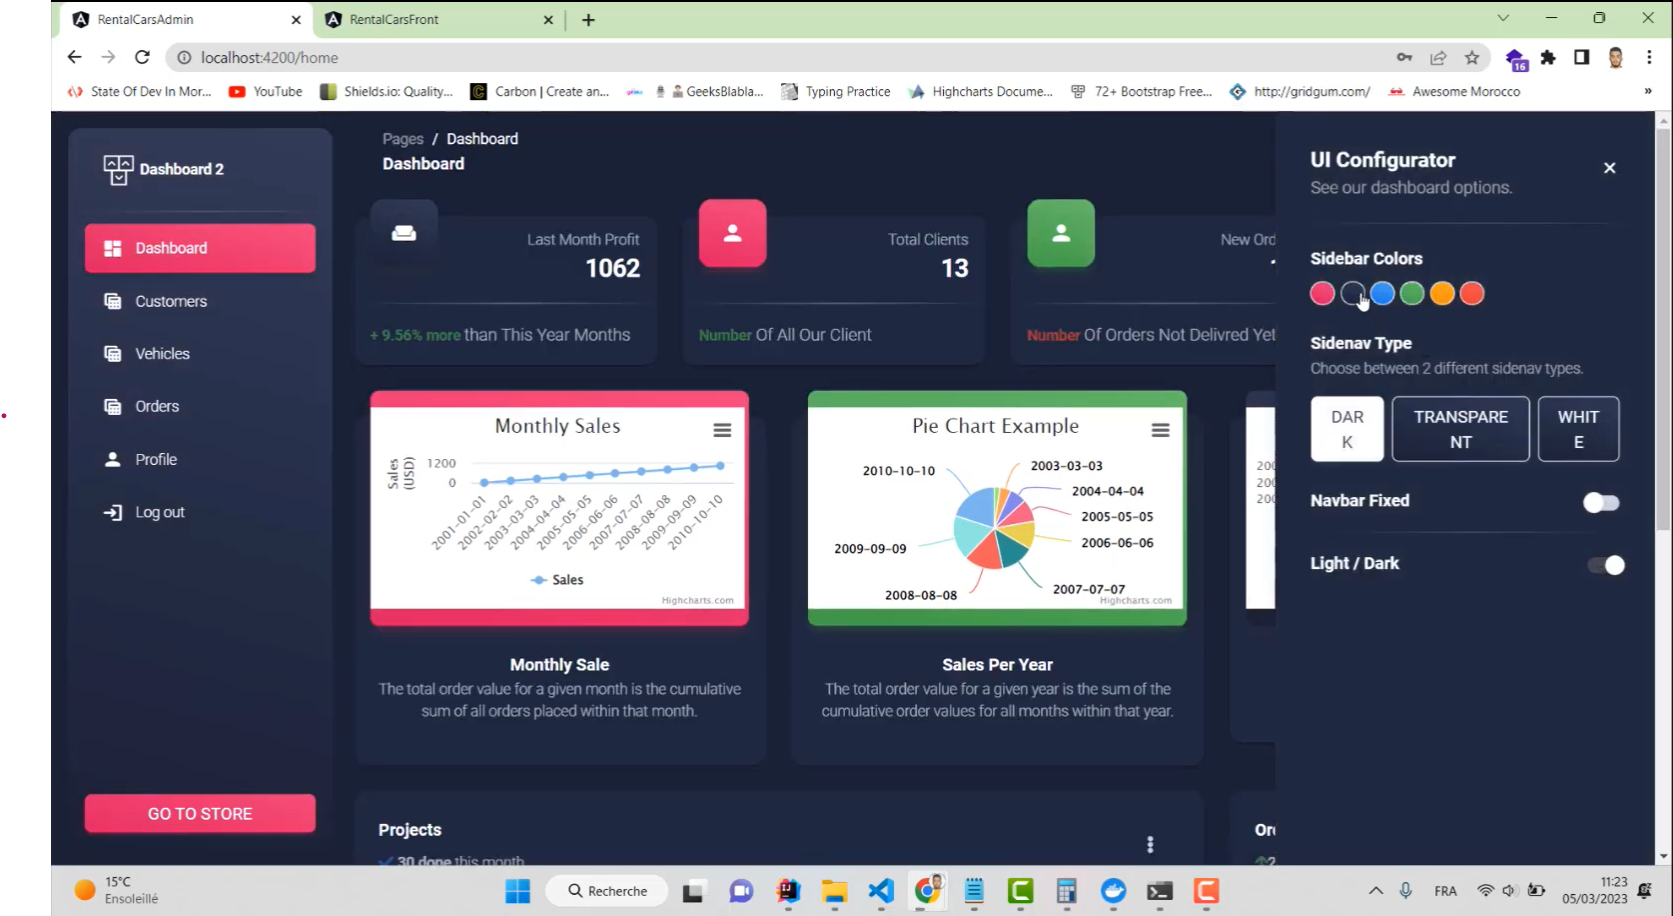 RentalCarsAdmin
RentalCarsFront
localhost:4200/home
16
State Of Dev In Mor...
YouTube
Shields.io: Quality...
Carbon | Create an...
GeeksBlabla...
Typing Practice
Highcharts Docume...
72+ Bootstrap Free...
http://gridgum.com/
Awesome Morocco
»
Dashboard 2
Dashboard
Customers
Vehicles
Orders
Profile
Log out
GO TO STORE
Pages / Dashboard
Dashboard
Last Month Profit
1062
+ 9.56% more than This Year Months
Total Clients
13
Number Of All Our Client
New Ord
Number Of Orders Not Delivred Yet
Monthly Sales
Sales
(USD)
1200
0
2001-01-01
2002-02-02
2003-03-03
2004-04-04
2005-05-05
2006-06-06
2007-07-07
2008-08-08
2009-09-09
2010-10-10
Sales
Highcharts.com
Monthly Sale
The total order value for a given month is the cumulative
sum of all orders placed within that month.
Pie Chart Example
2010-10-10
2003-03-03
2004-04-04
2005-05-05
2006-06-06
2009-09-09
2007-07-07
2008-08-08
Highcharts.com
Sales Per Year
The total order value for a given year is the sum of the
cumulative order values for all months within that year.
200
200
200
Projects
30 done this month
UI Configurator
See our dashboard options.
Sidebar Colors
Sidenav Type
Choose between 2 different sidenav types.
DAR
K
TRANSPARE
NT
WHIT
E
Navbar Fixed
Light / Dark
15°C
Ensoleillé
Recherche
FRA
11:23
05/03/2023